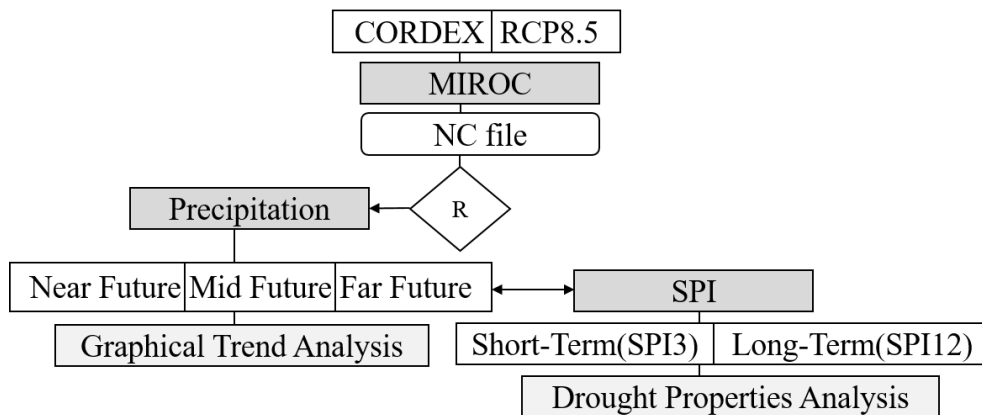 CORDEX RCP8.5
MIROC
NC file
R
Precipitation
Near Future Mid Future Far Future
SPI
Graphical Trend Analysis
Short-Term(SPI3) Long-Term(SPI12)
Drought Properties Analysis